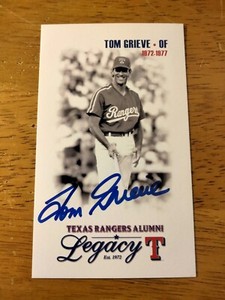 TOM GRIEVE • OF
1972-1977
Rangers
Tom Grieve
TEXAS RANGERS ALUMNI
Legacy T
Est. 1972